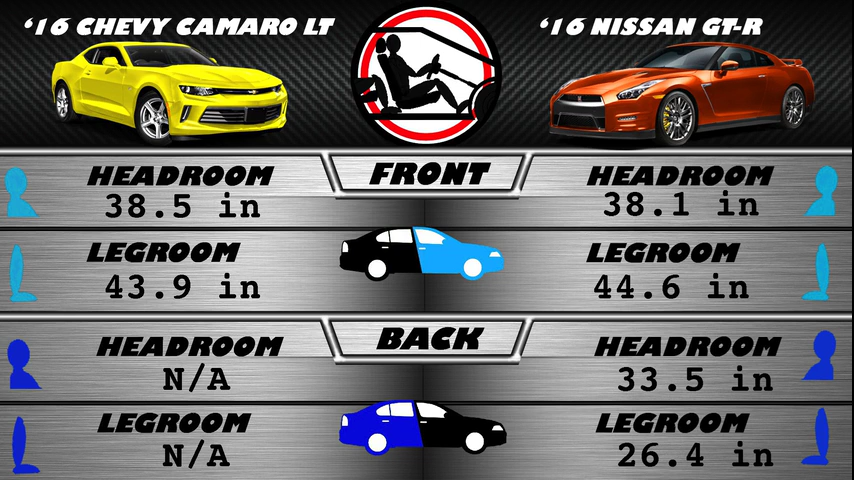 '16 CHEVY CAMARO LT
'16 NISSAN GT-R
FRONT
HEADROOM
38.5 in
HEADROOM
38.1 in
LEGROOM
43.9 in
LEGROOM
44.6 in
BACK
HEADROOM
N/A
HEADROOM
33.5 in
LEGROOM
N/A
LEGROOM
26.4 in